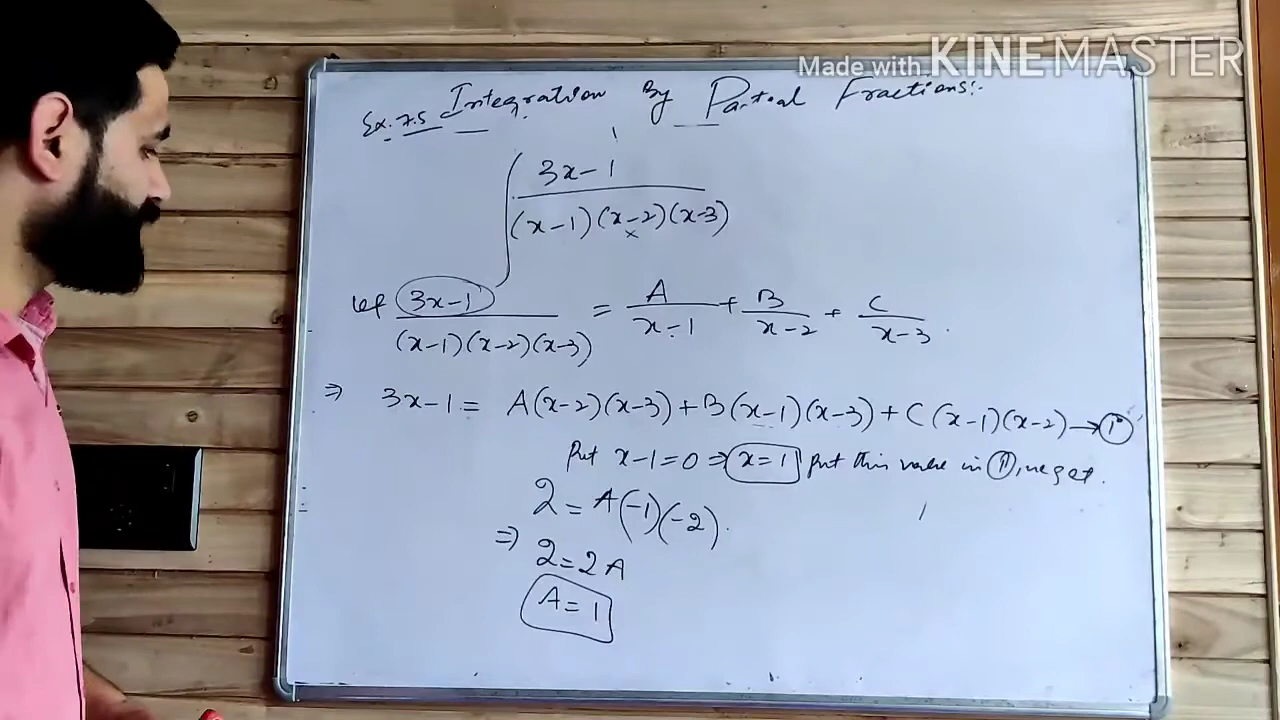 Made with KINEMASTER
Ex. 7.5 Integration By Partial Fractions:-
3x-1
(x-1)(x-2)(x-3)
let 3x-1 = A + B + C
(x-1)(x-2)(x-3) x-1 x-2 x-3
⇒ 3x-1 = A(x-2)(x-3)+B(x-1)(x-3)+C(x-1)(x-2)→①
Put x-1=0 ⇒ x=1 put this value in ①, we get.
2=A(-1)(-2).
⇒ 2=2A
A=1